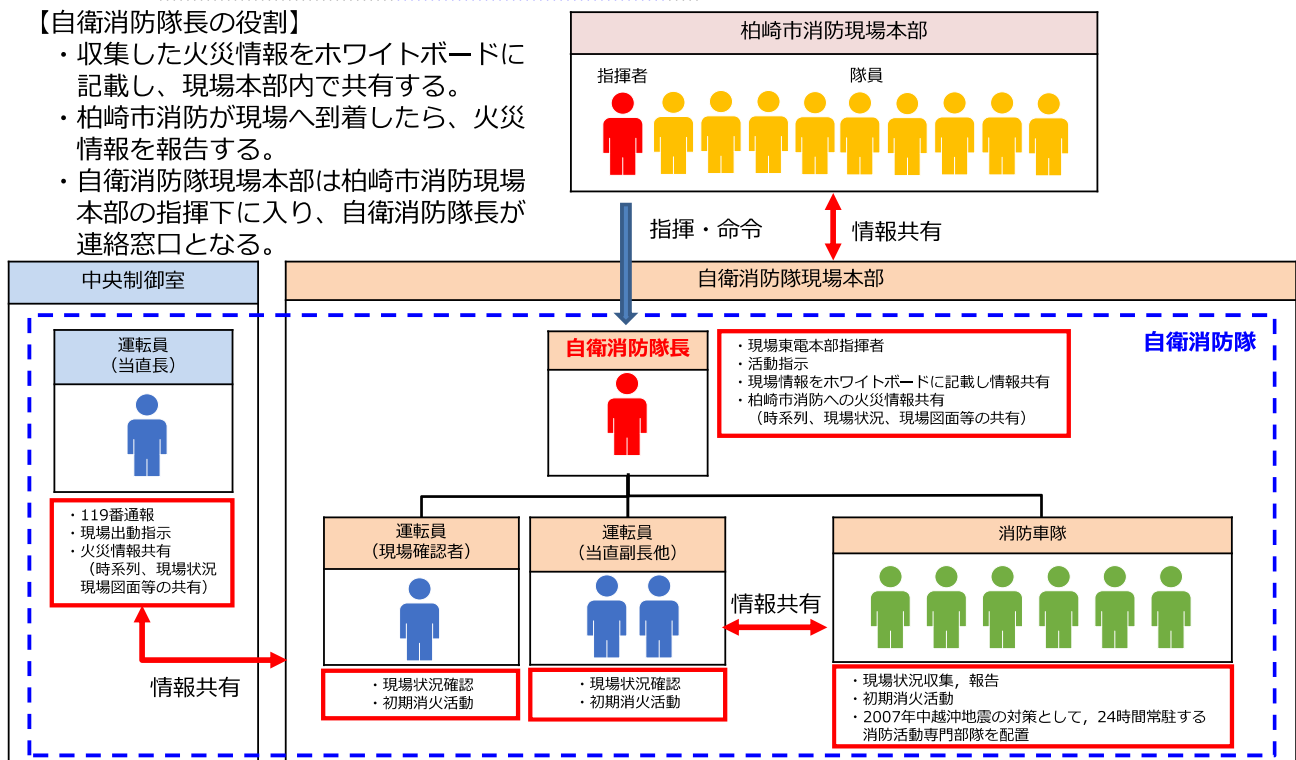 【自衛消防隊長の役割】
・収集した火災情報をホワイトボードに
記載し、現場本部内で共有する。
・柏崎市消防が現場へ到着したら、火災
情報を報告する。
・自衛消防隊現場本部は柏崎市消防現場
本部の指揮下に入り、自衛消防隊長が
連絡窓口となる。
柏崎市消防現場本部
指揮者
隊員
指揮・命令
情報共有
中央制御室
自衛消防隊現場本部
自衛消防隊
運転員
(当直長)
・119番通報
・現場出動指示
・火災情報共有
(時系列、現場状況
現場図面等の共有)
情報共有
自衛消防隊長
・現場東電本部指揮者
・活動指示
・現場情報をホワイトボードに記載し情報共有
・柏崎市消防への火災情報共有
(時系列、現場状況、現場図面等の共有)
運転員
(現場確認者)
・現場状況確認
・初期消火活動
運転員
(当直副長他)
・現場状況確認
・初期消火活動
情報共有
消防車隊
・現場状況収集,報告
・初期消火活動
・2007年中越沖地震の対策として,24時間常駐する
消防活動専門部隊を配置